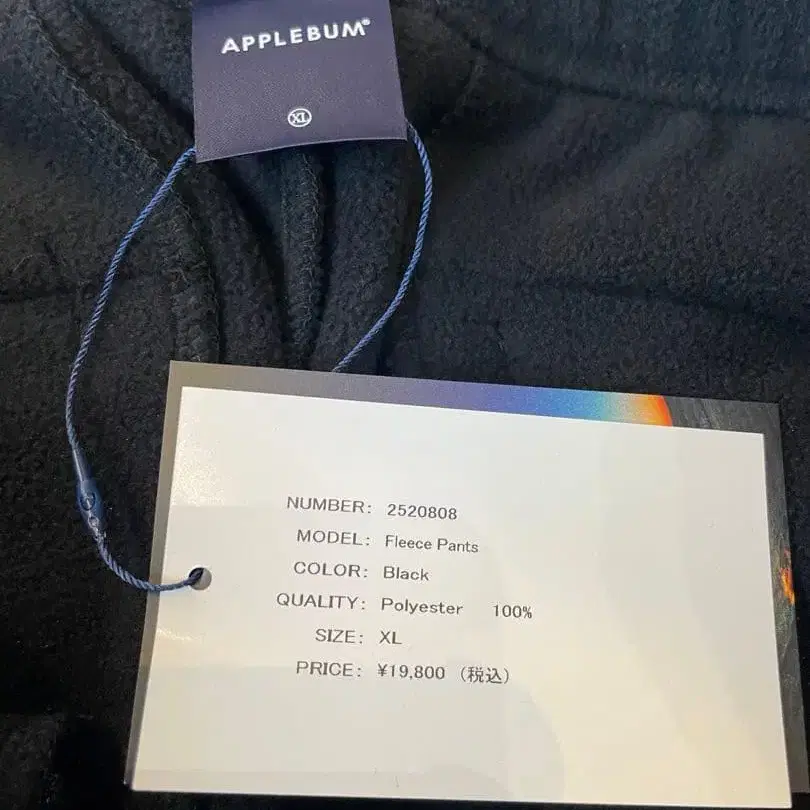 APPLEBUM®
XL
NUMBER: 2520808
MODEL: Fleece Pants
COLOR: Black
QUALITY: Polyester 100%
SIZE: XL
PRICE: ¥19,800 (税込)